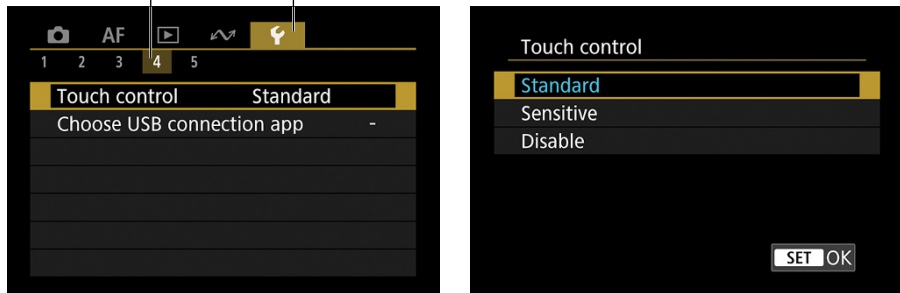 AF
1 2 3 4 5
Touch control Standard
Choose USB connection app -
Touch control
Standard
Sensitive
Disable
SET OK